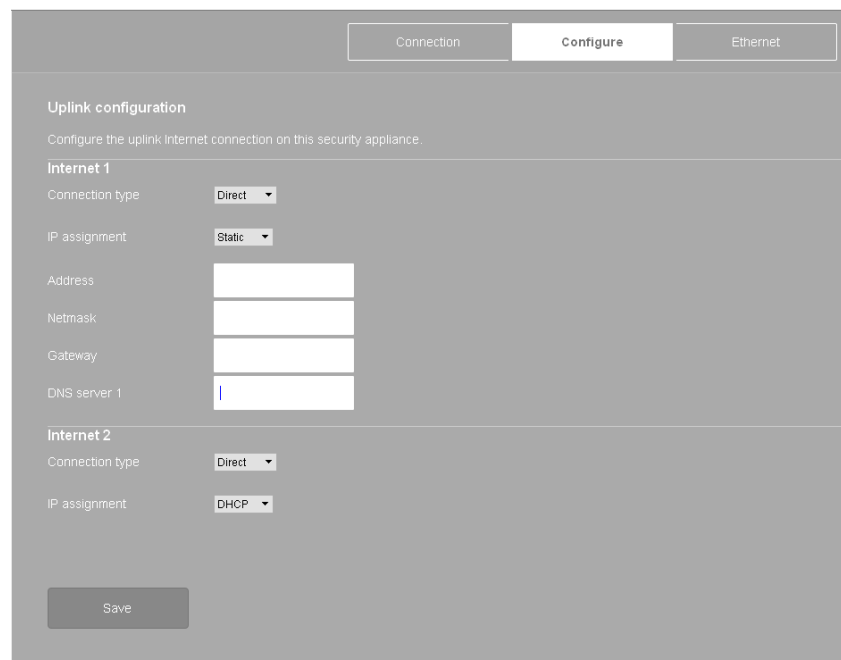 Connection Configure Ethernet
Uplink configuration
Configure the uplink Internet connection on this security appliance.
Internet 1
Connection type Direct
IP assignment Static
Address
Netmask
Gateway
DNS server 1
Internet 2
Connection type Direct
IP assignment DHCP
Save